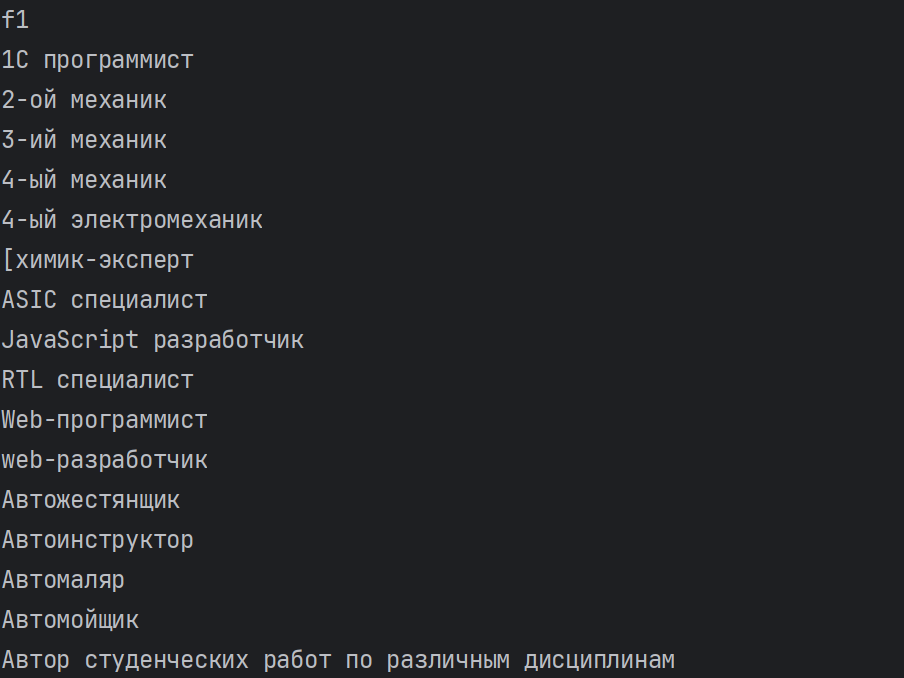 f1
1С программист
2-ой механик
3-ий механик
4-ый механик
4-ый электромеханик
[химик-эксперт
ASIC специалист
JavaScript разработчик
RTL специалист
Web-программист
web-разработчик
Автожестянщик
Автоинструктор
Автомаляр
Автомойщик
Автор студенческих работ по различным дисциплинам